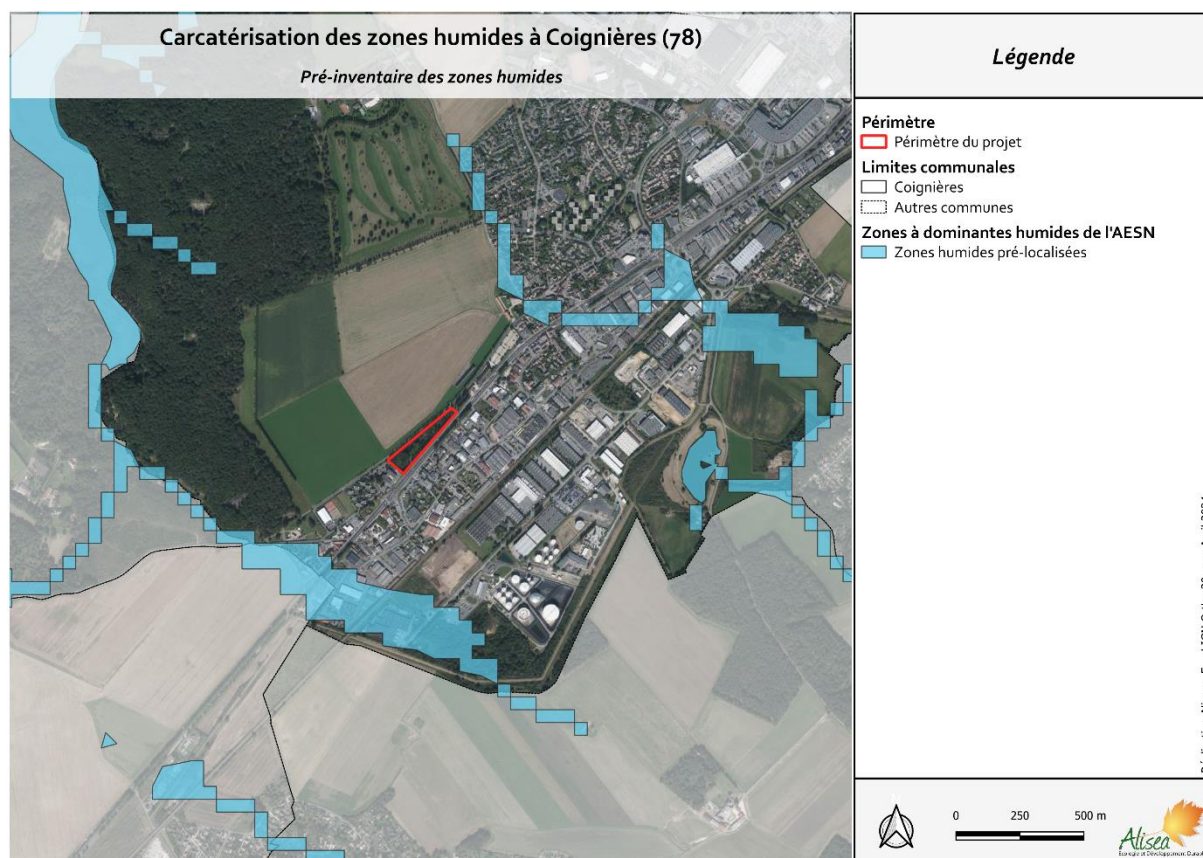 Carcatérisation des zones humides à Coignières (78)
Pré-inventaire des zones humides
Légende
Périmètre
Périmètre du projet
Limites communales
Coignières
Autres communes
Zones à dominantes humides de l'AESN
Zones humides pré-localisées
0 250 500 m
Alisea